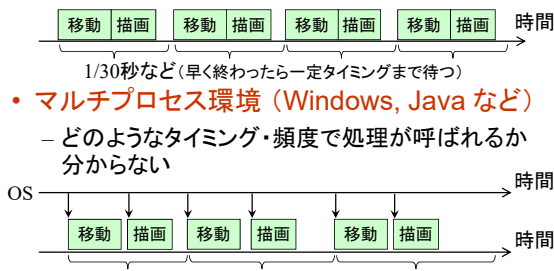 移動 描画 移動 描画 移動 描画 移動 描画 時間
1/30秒など(早く終わったら一定タイミングまで待つ)
• マルチプロセス環境 (Windows, Java など)
– どのようなタイミング・頻度で処理が呼ばれるか
分からない
OS 時間
移動 描画 移動 描画 移動 描画 時間